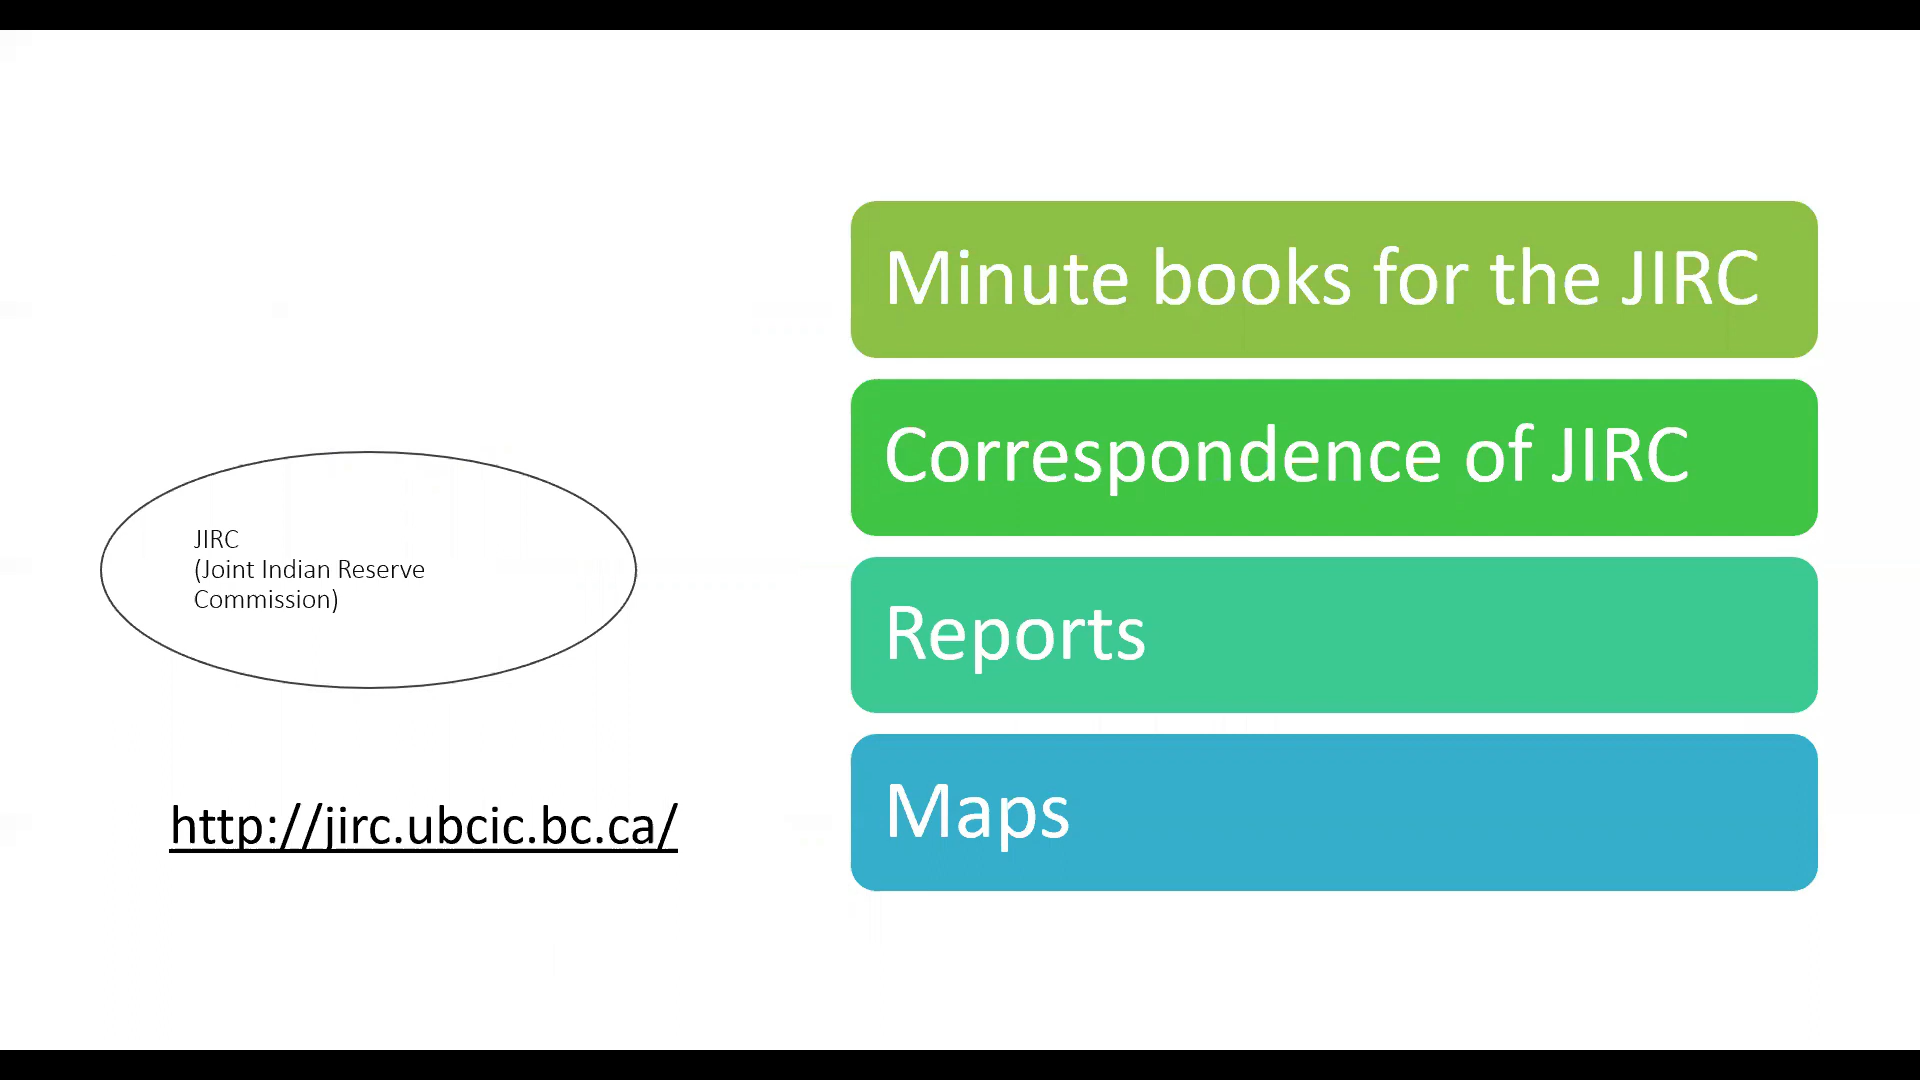 JIRC
(Joint Indian Reserve
Commission)
http://jirc.ubcic.bc.ca/
Minute books for the JIRC
Correspondence of JIRC
Reports
Maps